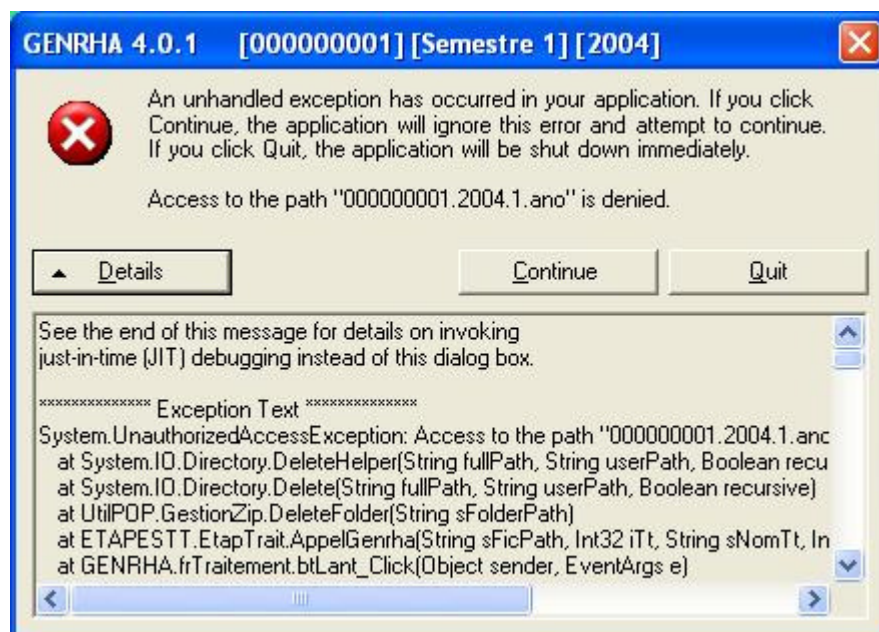 GENRHA 4.0.1 [000000001] [Semestre 1] [2004]
An unhandled exception has occurred in your application. If you click
Continue, the application will ignore this error and attempt to continue.
If you click Quit, the application will be shut down immediately.
Access to the path "000000001.2004.1.ano" is denied.
Details
Continue
Quit
See the end of this message for details on invoking
just-in-time (JIT) debugging instead of this dialog box.
************** Exception Text **************
System.UnauthorizedAccessException: Access to the path "000000001.2004.1.ano
at System.IO.Directory.DeleteHelper(String fullPath, String userPath, Boolean recu
at System.IO.Directory.Delete(String fullPath, String userPath, Boolean recursive)
at UtilPOP.GestionZip.DeleteFolder(String sFolderPath)
at ETAPESTT.EtapTrait.AppelGenrha(String sFicPath, Int32 iTt, String sNomTt, In
at GENRHA.frTraitement.btLant_Click(Object sender, EventArgs e)